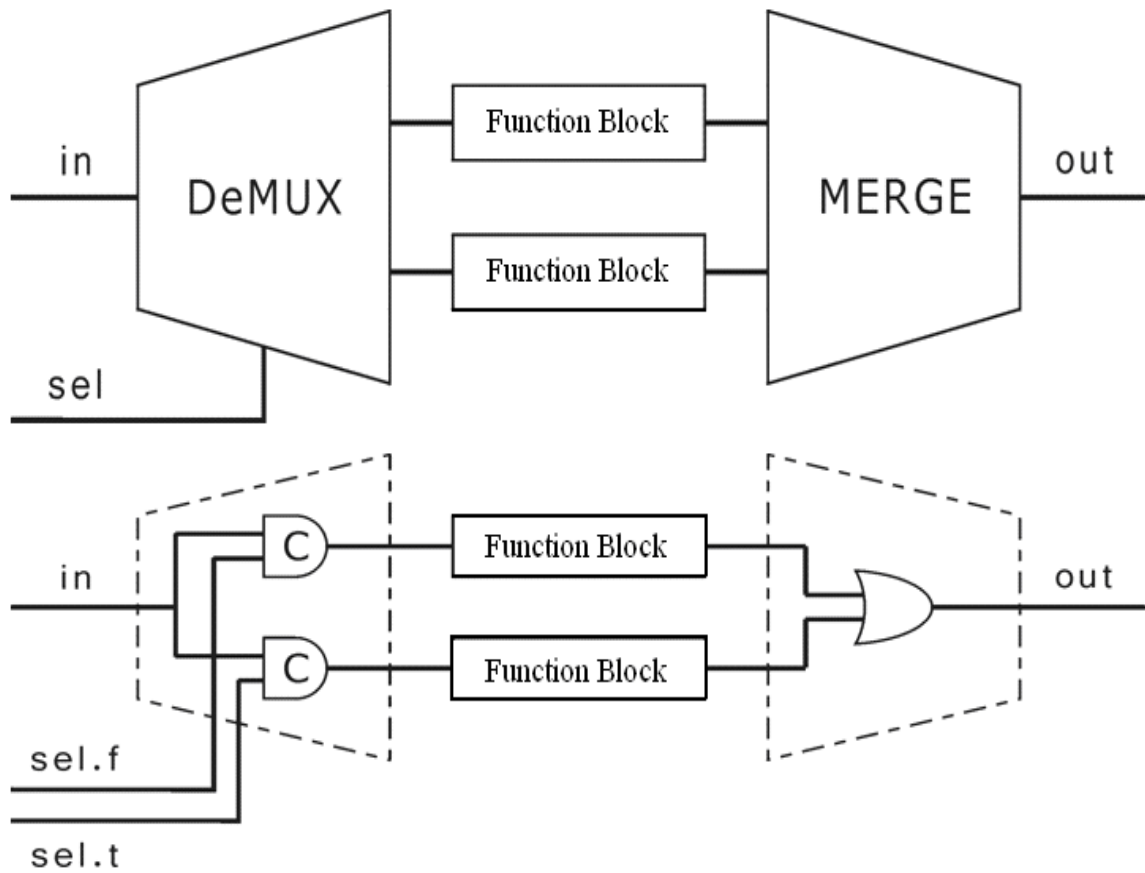 Function Block
in
DeMUX
MERGE
out
Function Block
sel
Function Block
C
in
out
C
Function Block
sel.f
sel.t